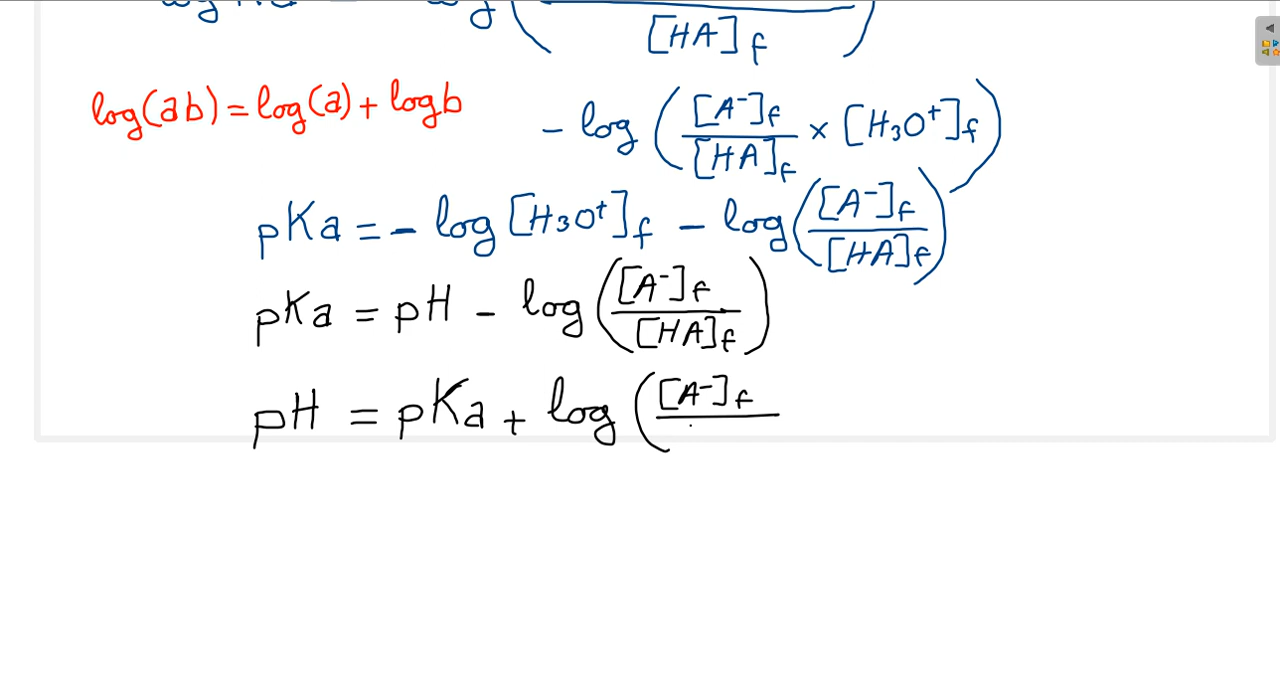 [HA]f
log(ab) = log(a) + logb
- log ([A-]f / [HA]f × [H3O+]f)
pKa = - log [H3O+]f - log([A-]f / [HA]f)
pKa = pH - log([A-]f / [HA]f)
pH = pKa + log ([A-]f